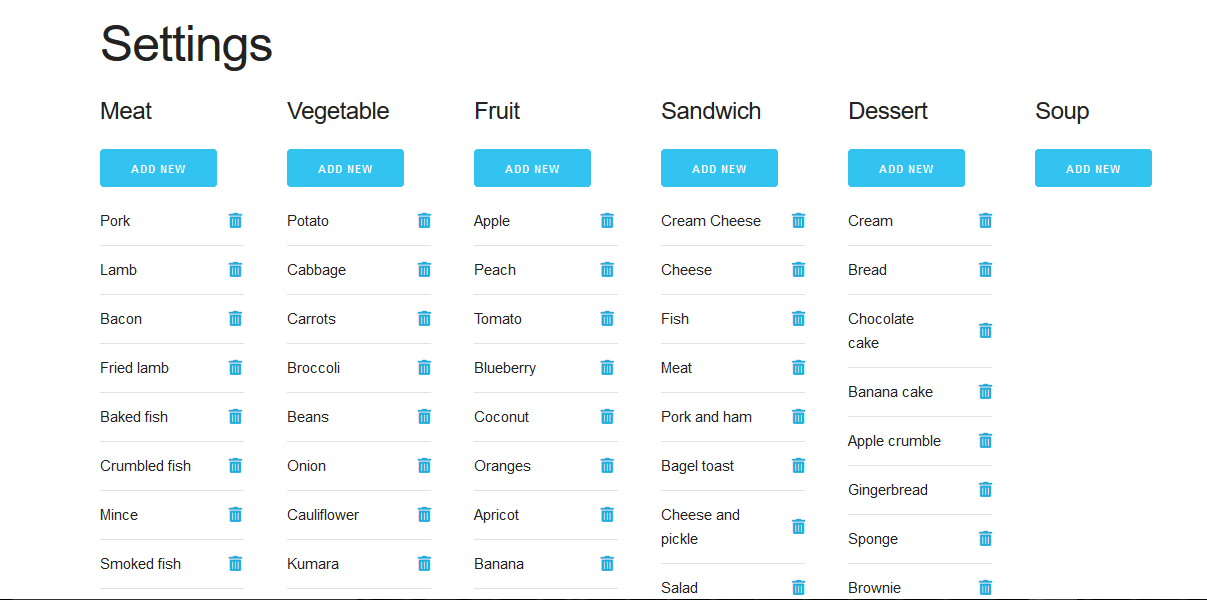 Settings
Meat
ADD NEW
Pork
Lamb
Bacon
Fried lamb
Baked fish
Crumbled fish
Mince
Smoked fish
Vegetable
ADD NEW
Potato
Cabbage
Carrots
Broccoli
Beans
Onion
Cauliflower
Kumara
Fruit
ADD NEW
Apple
Peach
Tomato
Blueberry
Coconut
Oranges
Apricot
Banana
Sandwich
ADD NEW
Cream Cheese
Cheese
Fish
Meat
Pork and ham
Bagel toast
Cheese and
pickle
Salad
Dessert
ADD NEW
Cream
Bread
Chocolate
cake
Banana cake
Apple crumble
Gingerbread
Sponge
Brownie
Soup
ADD NEW